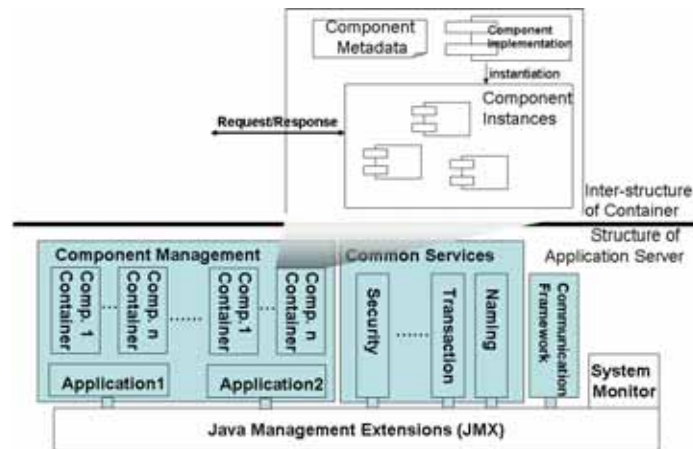 Component
Metadata
Component
Implementation
instantiation
Component
Instances
Request/Response
Inter-structure
of Container
Structure of
Application Server
Component Management
Common Services
Comp. 1
Container
Comp. n
Container
Comp.1
Container
Comp. n
Container
Security
Transaction
Naming
Communication
Framework
Application1
Application2
System
Monitor
Java Management Extensions (JMX)